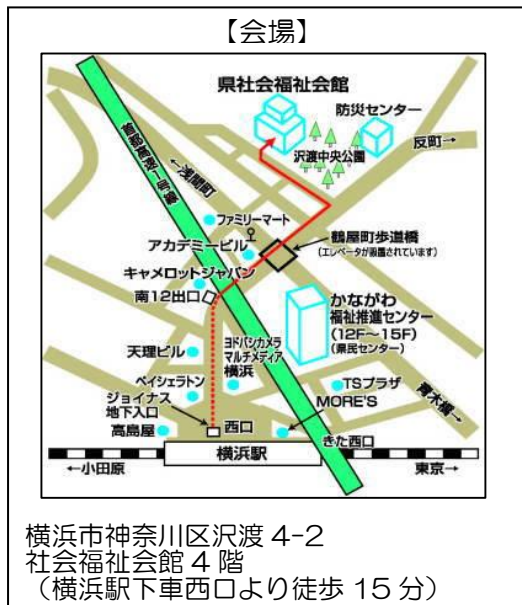 【会場】
県社会福祉会館
防災センター
沢渡中央公園
反町→
首都高速一号線
←浅間町
ファミリーマート
アカデミービル
鶴屋町歩道橋
（エレベータが設置されています）
キャメロットジャパン
南12出口
かながわ
福祉推進センター
（12F～15F）
（県民センター）
天理ビル
ヨドバシカメラ
マルチメディア
横浜
ベイシェラトン
TSプラザ
青木橋→
ジョイナス
地下入口
MORE'S
高島屋
西口
きた西口
横浜駅
←小田原
東京→
横浜市神奈川区沢渡 4-2
社会福祉会館 4 階
（横浜駅下車西口より徒歩 15 分）